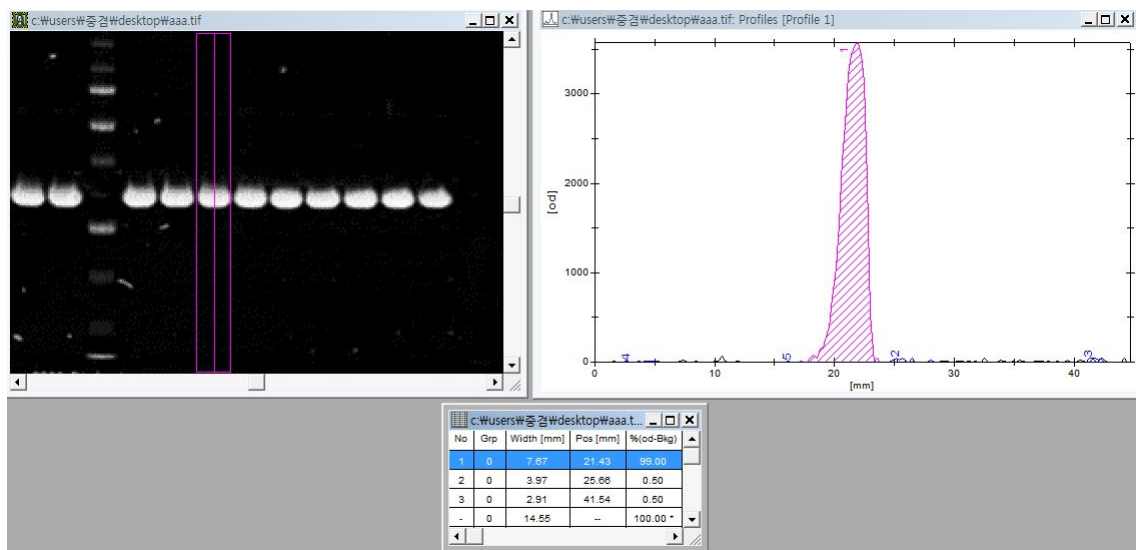 c:₩users₩중겸₩desktop₩aaa.tif
c:₩users₩중겸₩desktop₩aaa.tif: Profiles [Profile 1]
1
3000
2000
1000
0
[od]
4
5
2
3
0 10 20 30 40
[mm]
c:₩users₩중겸₩desktop₩aaa.t...
No Grp Width [mm] Pos [mm] %(od-Bkg)
1 0 7.67 21.43 99.00
2 0 3.97 25.66 0.50
3 0 2.91 41.54 0.50
- 0 14.55 -- 100.00 *